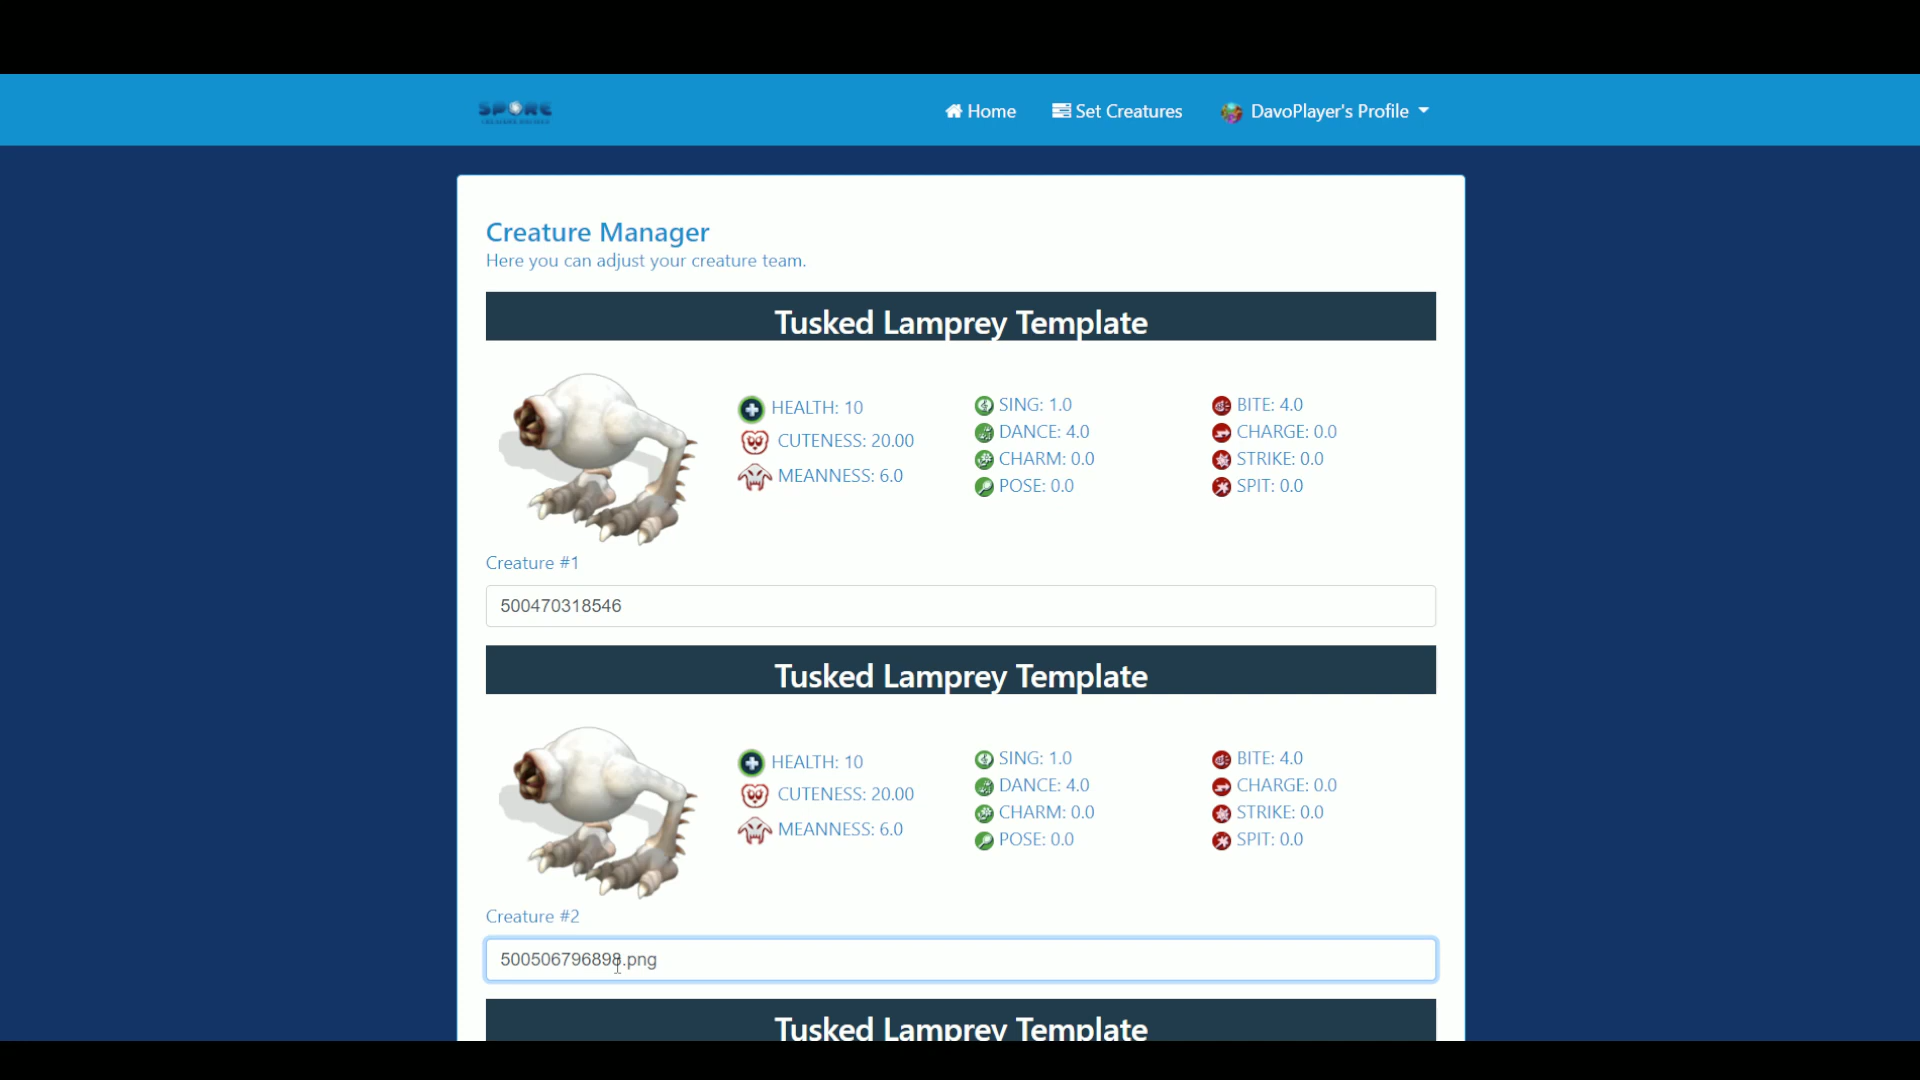 SPORE
Home
Set Creatures
DavoPlayer's Profile
Creature Manager
Here you can adjust your creature team.
Tusked Lamprey Template
HEALTH: 10
CUTENESS: 20.00
MEANNESS: 6.0
SING: 1.0
DANCE: 4.0
CHARM: 0.0
POSE: 0.0
BITE: 4.0
CHARGE: 0.0
STRIKE: 0.0
SPIT: 0.0
Creature #1
500470318546
Tusked Lamprey Template
HEALTH: 10
CUTENESS: 20.00
MEANNESS: 6.0
SING: 1.0
DANCE: 4.0
CHARM: 0.0
POSE: 0.0
BITE: 4.0
CHARGE: 0.0
STRIKE: 0.0
SPIT: 0.0
Creature #2
500506796898.png
Tusked Lamprey Template